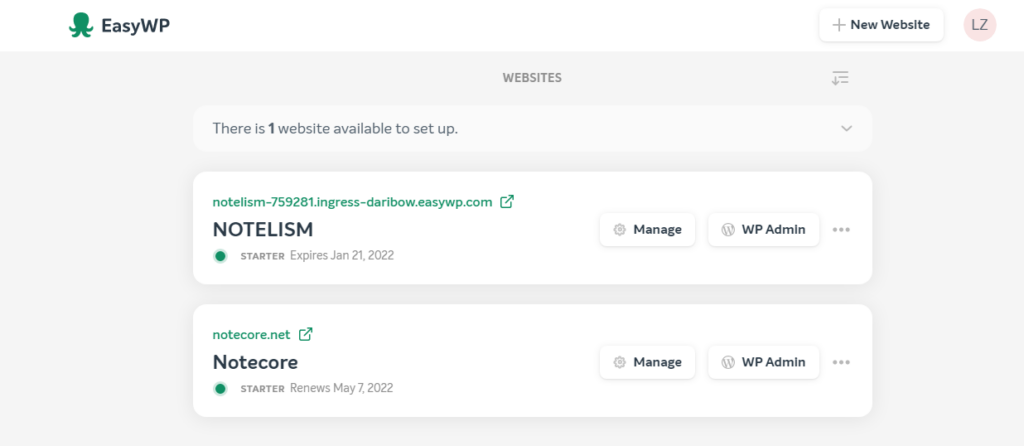 EasyWP
New Website
LZ
WEBSITES
There is 1 website available to set up.
notelism-759281.ingress-daribow.easywp.com
NOTELISM
STARTER Expires Jan 21, 2022
Manage
WP Admin
notecore.net
Notecore
STARTER Renews May 7, 2022
Manage
WP Admin